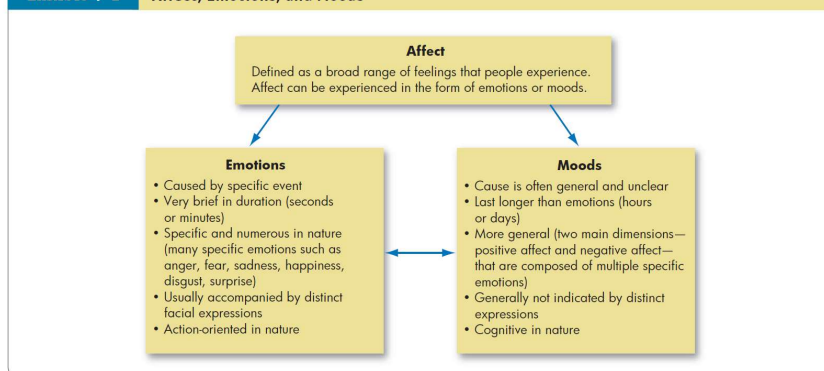 Affect
Defined as a broad range of feelings that people experience.
Affect can be experienced in the form of emotions or moods.
Emotions
• Caused by specific event
• Very brief in duration (seconds
or minutes)
• Specific and numerous in nature
(many specific emotions such as
anger, fear, sadness, happiness,
disgust, surprise)
• Usually accompanied by distinct
facial expressions
• Action-oriented in nature
Moods
• Cause is often general and unclear
• Last longer than emotions (hours
or days)
• More general (two main dimensions—
positive affect and negative affect—
that are composed of multiple specific
emotions)
• Generally not indicated by distinct
expressions
• Cognitive in nature